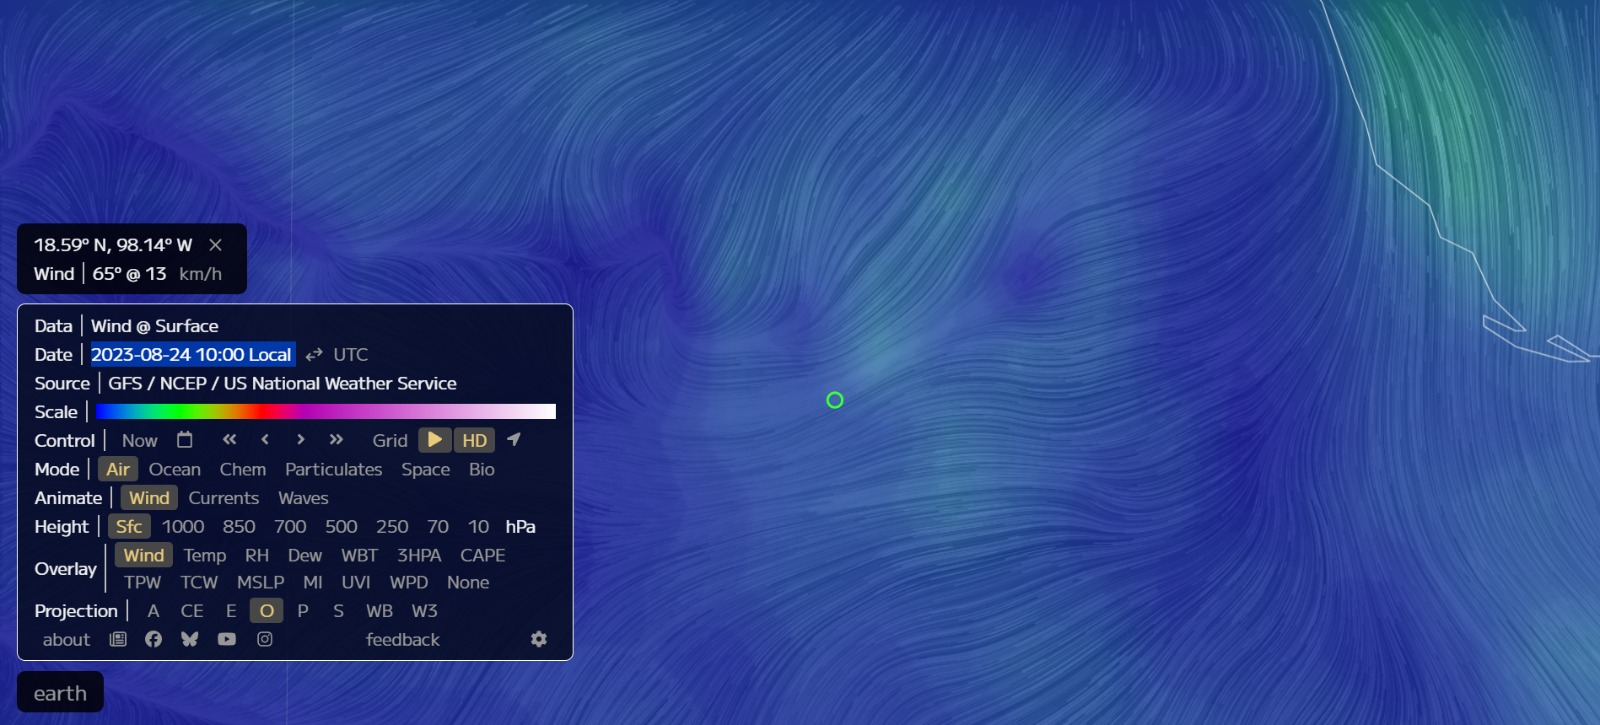 18.59° N, 98.14° W ×
Wind | 65° @ 13 km/h
Data | Wind @ Surface
Date | 2023-08-24 10:00 Local ⇄ UTC
Source | GFS / NCEP / US National Weather Service
Scale |
Control | Now « ‹ › » Grid HD
Mode | Air Ocean Chem Particulates Space Bio
Animate | Wind Currents Waves
Height | Sfc 1000 850 700 500 250 70 10 hPa
Overlay | Wind Temp RH Dew WBT 3HPA CAPE
TPW TCW MSLP MI UVI WPD None
Projection | A CE E O P S WB W3
about feedback
earth